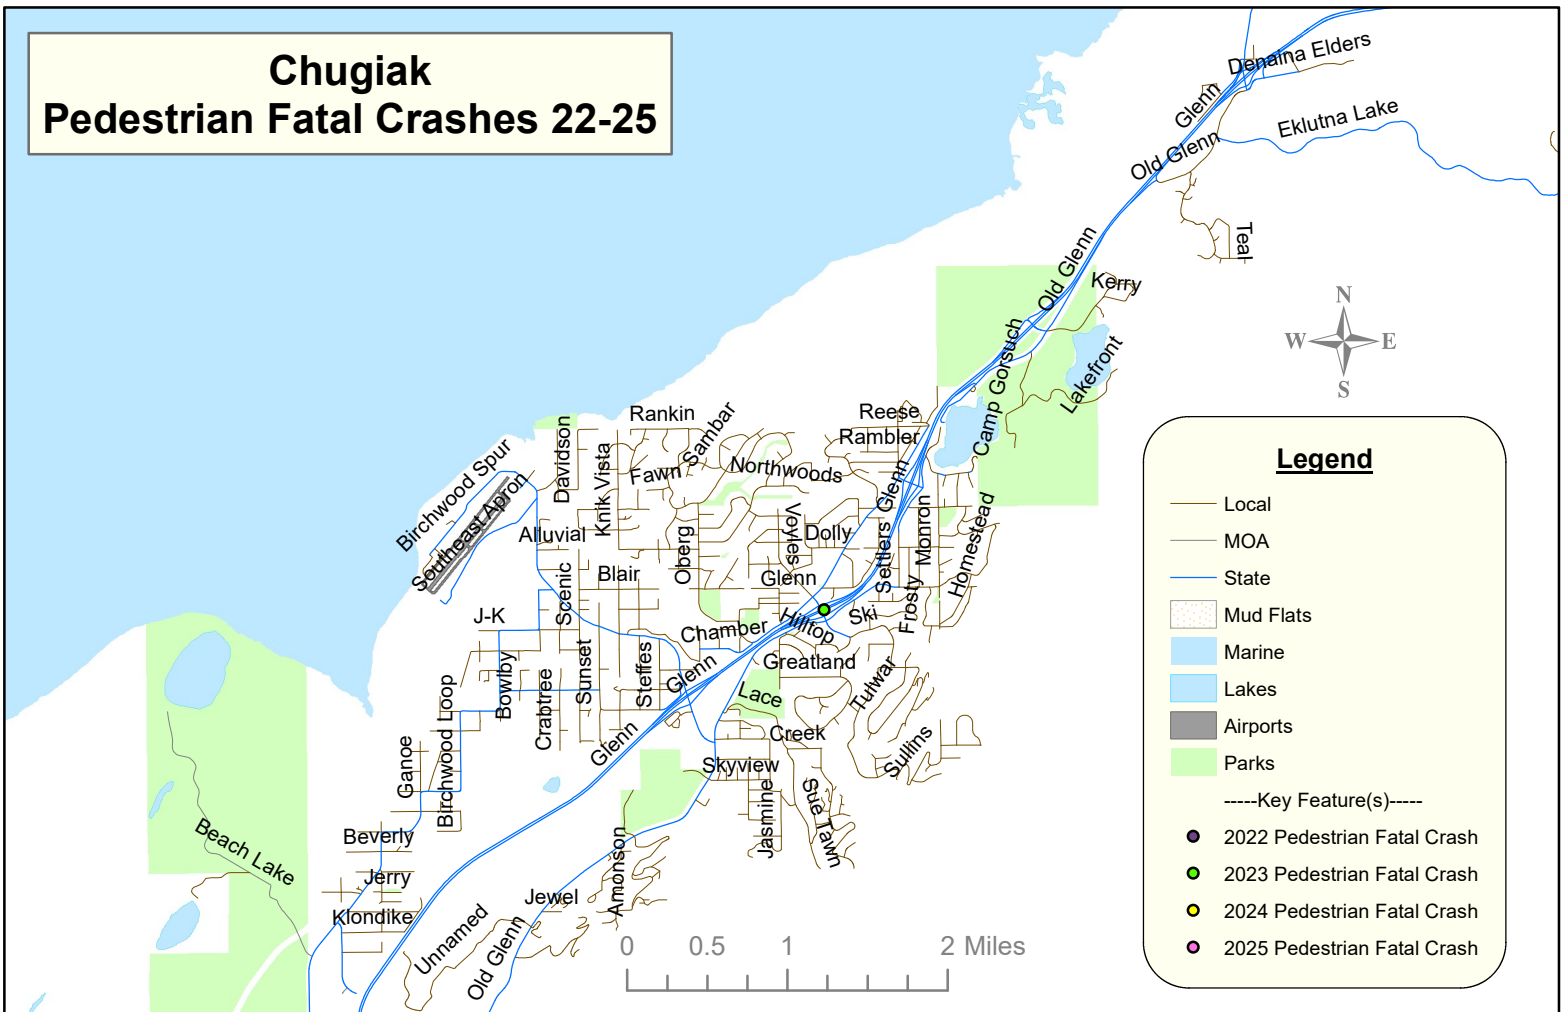 Chugiak
Pedestrian Fatal Crashes 22-25
Denaina Elders
Glenn
Eklutna Lake
Old Glenn
Teal
Old Glenn
Kerry
N
W E
S
Camp Gorsuch
Lakefront
Rankin
Sambar
Reese
Rambler
Davidson
Knik Vista
Fawn
Northwoods
Birchwood Spur
Southeast Apron
Alluvial
Oberg
Voyles
Dolly
Settlers Glenn
Monron
Homestead
Scenic
Blair
Glenn
Frosty
J-K
Chamber
Hilltop
Ski
Bowlby
Crabtree
Sunset
Steffes
Glenn
Greatland
Tulwar
Lace
Birchwood Loop
Glenn
Creek
Sullins
Ganoe
Skyview
Jasmine
Sue Tawn
Beach Lake
Beverly
Jerry
Klondike
Amonson
Jewel
Unnamed
Old Glenn
0 0.5 1 2 Miles
Legend
Local
MOA
State
Mud Flats
Marine
Lakes
Airports
Parks
-----Key Feature(s)-----
2022 Pedestrian Fatal Crash
2023 Pedestrian Fatal Crash
2024 Pedestrian Fatal Crash
2025 Pedestrian Fatal Crash